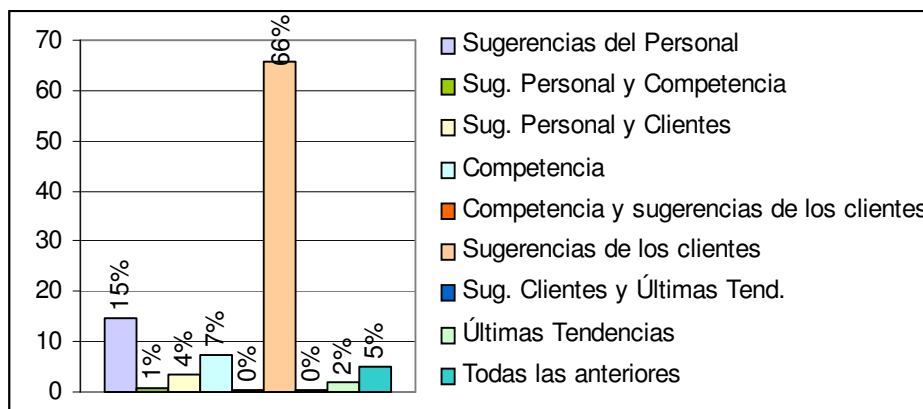 70
60
50
40
30
20
10
0
15%
1%
4%
7%
0%
66%
0%
2%
5%
Sugerencias del Personal
Sug. Personal y Competencia
Sug. Personal y Clientes
Competencia
Competencia y sugerencias de los clientes
Sugerencias de los clientes
Sug. Clientes y Últimas Tend.
Últimas Tendencias
Todas las anteriores